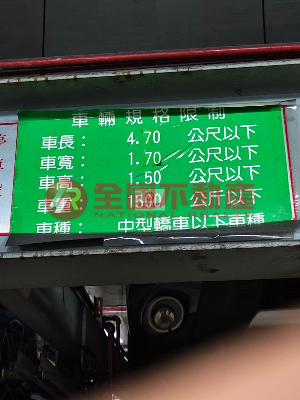 車輛規格限制
車長： 4.70 公尺以下
車寬： 1.70 公尺以下
車高： 1.50 公尺以下
車重： 1500 公斤以下
車種： 中型轎車以下車種
全國不動產